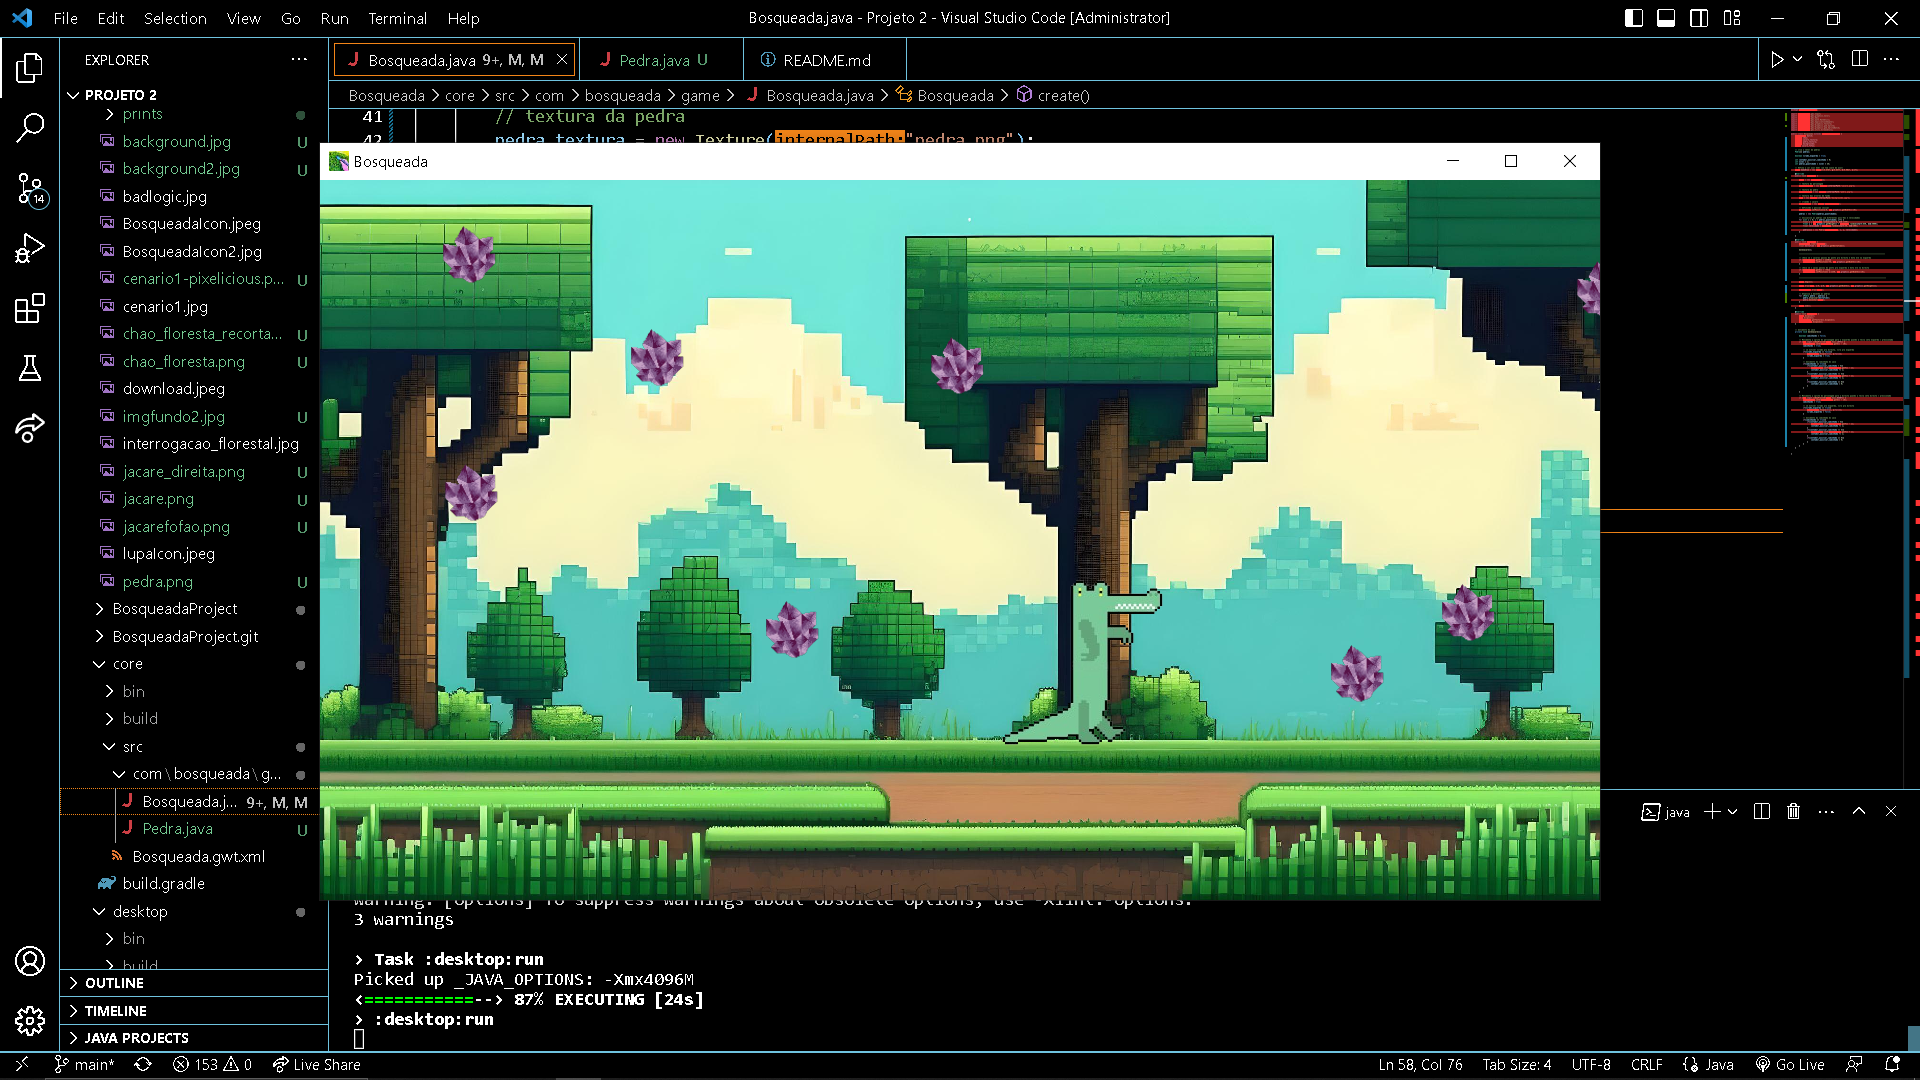 File Edit Selection View Go Run Terminal Help
Bosqueada.java - Projeto 2 - Visual Studio Code [Administrator]
EXPLORER
Bosqueada.java 9+, M, M
Pedra.java U
README.md
PROJETO 2
Bosqueada > core > src > com > bosqueada > game > Bosqueada.java > Bosqueada > create()
prints
background.jpg U
background2.jpg U
badlogic.jpg
BosqueadaIcon.jpeg
BosqueadaIcon2.jpg
cenario1-pixelicious.p... U
cenario1.jpg
chao_floresta_recorta... U
chao_floresta.png U
download.jpeg
imgfundo2.jpg U
interrogacao_florestal.jpg
jacare_direita.png U
jacare.png U
jacarefofao.png U
lupaIcon.jpeg
pedra.png U
BosqueadaProject
BosqueadaProject.git
core
bin
build
src
com\bosqueada\g...
Bosqueada.j... 9+, M, M
Pedra.java U
Bosqueada.gwt.xml
build.gradle
desktop
bin
build
OUTLINE
TIMELINE
JAVA PROJECTS
14
41 // textura da pedra
42 pedra_textura = new Texture(internalPath:"pedra.png");
Bosqueada
java
warning: [options] To suppress warnings about obsolete options, use -Xlint:-options.
3 warnings
> Task :desktop:run
Picked up _JAVA_OPTIONS: -Xmx4096M
<===========--> 87% EXECUTING [24s]
> :desktop:run
main* 153 0 Live Share
Ln 58, Col 76 Tab Size: 4 UTF-8 CRLF Java Go Live